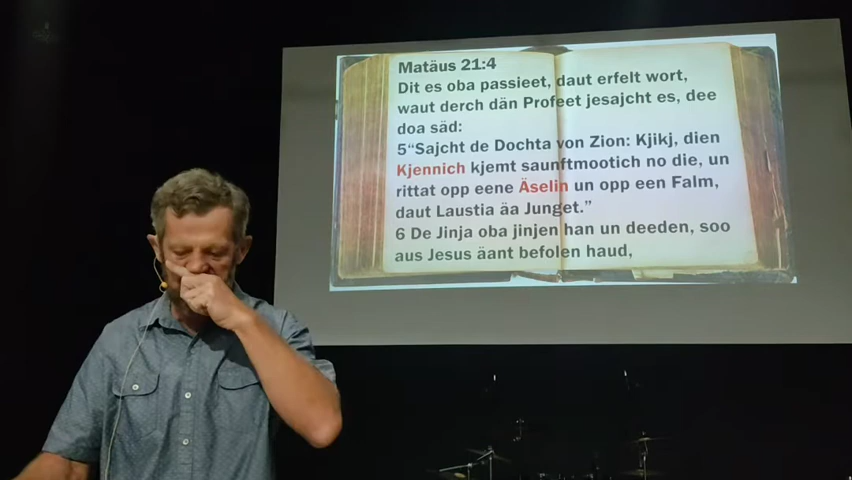 Matäus 21:4
Dit es oba passieet, daut erfelt wort,
waut derch dän Profeet jesajcht es, dee
doa säd:
5“Sajcht de Dochta von Zion: Kjikj, dien
Kjennich kjemt saunftmootich no die, un
rittat opp eene Äselin un opp een Falm,
daut Laustia äa Junget.”
6 De Jinja oba jinjen han un deeden, soo
aus Jesus äant befolen haud,